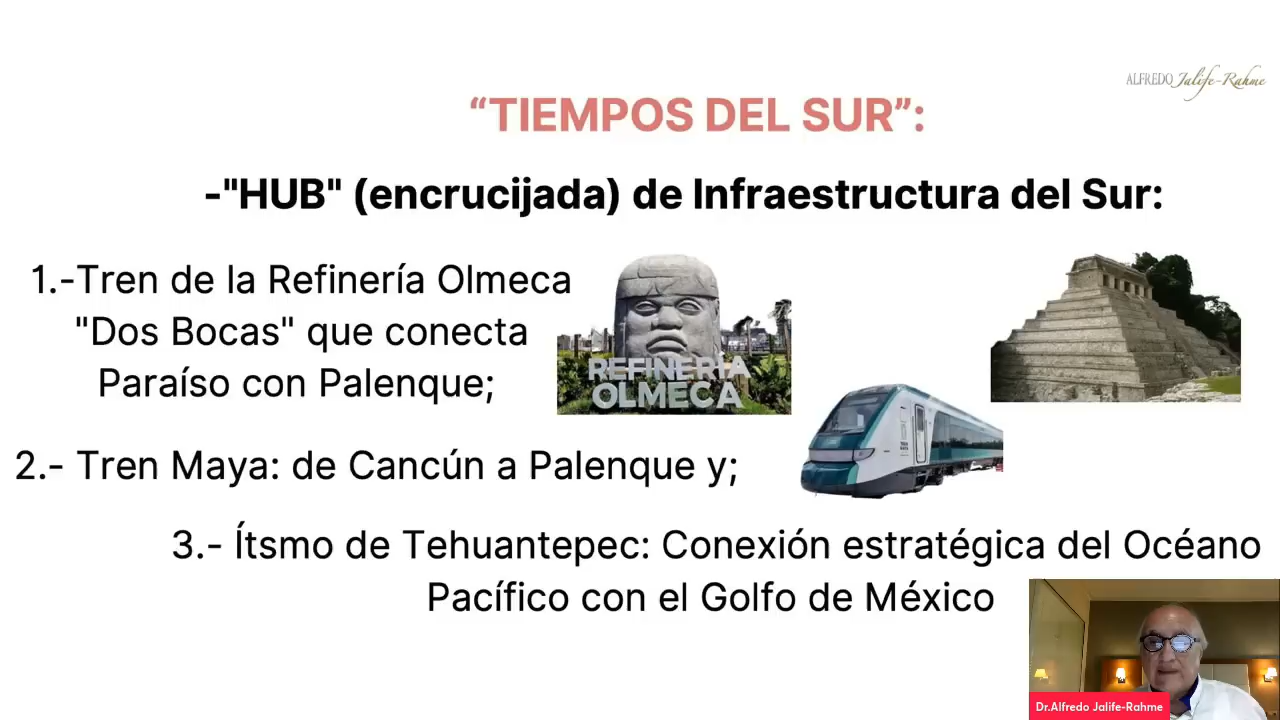 ALFREDO Jalife-Rahme
“TIEMPOS DEL SUR”:
-"HUB" (encrucijada) de Infraestructura del Sur:
1.-Tren de la Refinería Olmeca
"Dos Bocas" que conecta
Paraíso con Palenque;
REFINERÍA
OLMECA
2.- Tren Maya: de Cancún a Palenque y;
3.- Ítsmo de Tehuantepec: Conexión estratégica del Océano
Pacífico con el Golfo de México
Dr.Alfredo Jalife-Rahme